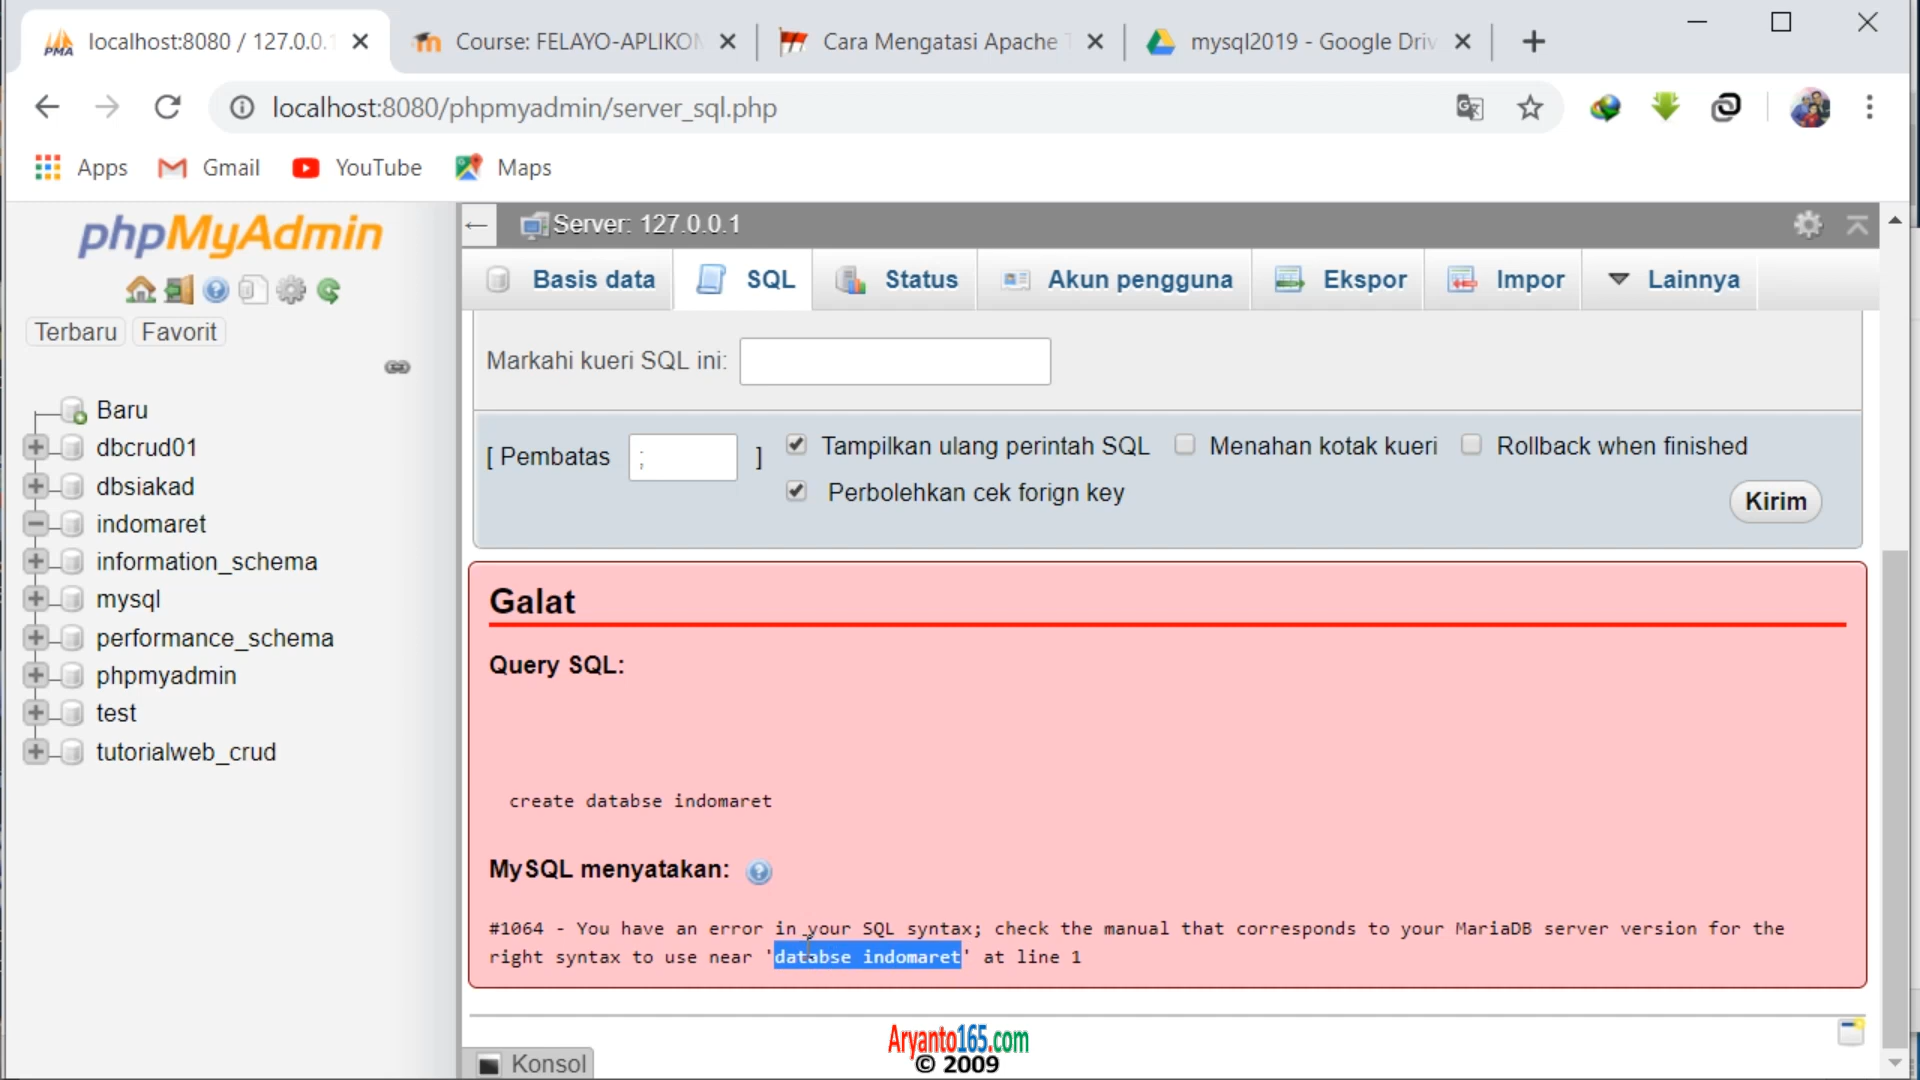 localhost:8080 / 127.0.0.1
Course: FELAYO-APLIKON
Cara Mengatasi Apache T
mysql2019 - Google Driv
localhost:8080/phpmyadmin/server_sql.php
Apps
Gmail
YouTube
Maps
phpMyAdmin
Terbaru
Favorit
Baru
dbcrud01
dbsiakad
indomaret
information_schema
mysql
performance_schema
phpmyadmin
test
tutorialweb_crud
Server: 127.0.0.1
Basis data
SQL
Status
Akun pengguna
Ekspor
Impor
Lainnya
Markahi kueri SQL ini:
[ Pembatas ; ]
Tampilkan ulang perintah SQL
Menahan kotak kueri
Rollback when finished
Perbolehkan cek forign key
Kirim
Galat
Query SQL:
create databse indomaret
MySQL menyatakan:
#1064 - You have an error in your SQL syntax; check the manual that corresponds to your MariaDB server version for the
right syntax to use near 'databse indomaret' at line 1
Konsol
Aryanto165.com
© 2009